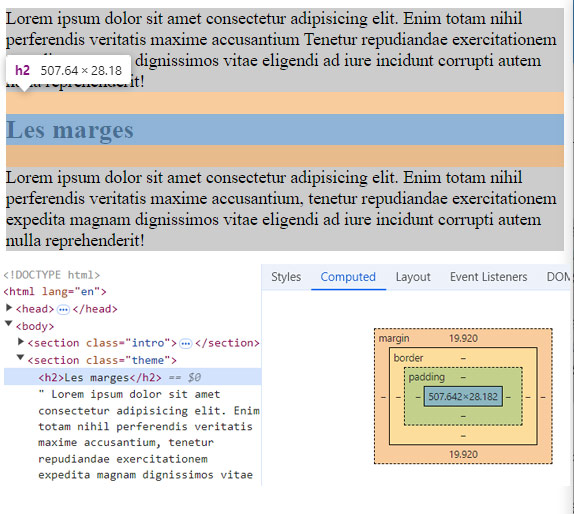 Lorem ipsum dolor sit amet consectetur adipisicing elit. Enim totam nihil
perferendis veritatis maxime accusantium Tenetur repudiandae exercitationem
dignissimos vitae eligendi ad iure incidunt corrupti autem
h2 507.64 × 28.18
nulla reprehenderit!
Les marges
Lorem ipsum dolor sit amet consectetur adipisicing elit. Enim totam nihil
perferendis veritatis maxime accusantium, tenetur repudiandae exercitationem
expedita magnam dignissimos vitae eligendi ad iure incidunt corrupti autem
nulla reprehenderit!
<!DOCTYPE html>
<html lang="en">
<head> ⋯ </head>
<body>
<section class="intro"> ⋯ </section>
<section class="theme">
<h2>Les marges</h2> == $0
" Lorem ipsum dolor sit amet
consectetur adipisicing elit. Enim
totam nihil perferendis veritatis
maxime accusantium, tenetur
repudiandae exercitationem
expedita magnam dignissimos vitae
Styles Computed Layout Event Listeners DOM
margin 19.920
border –
padding –
– – – 507.642×28.182 – – –
–
–
19.920